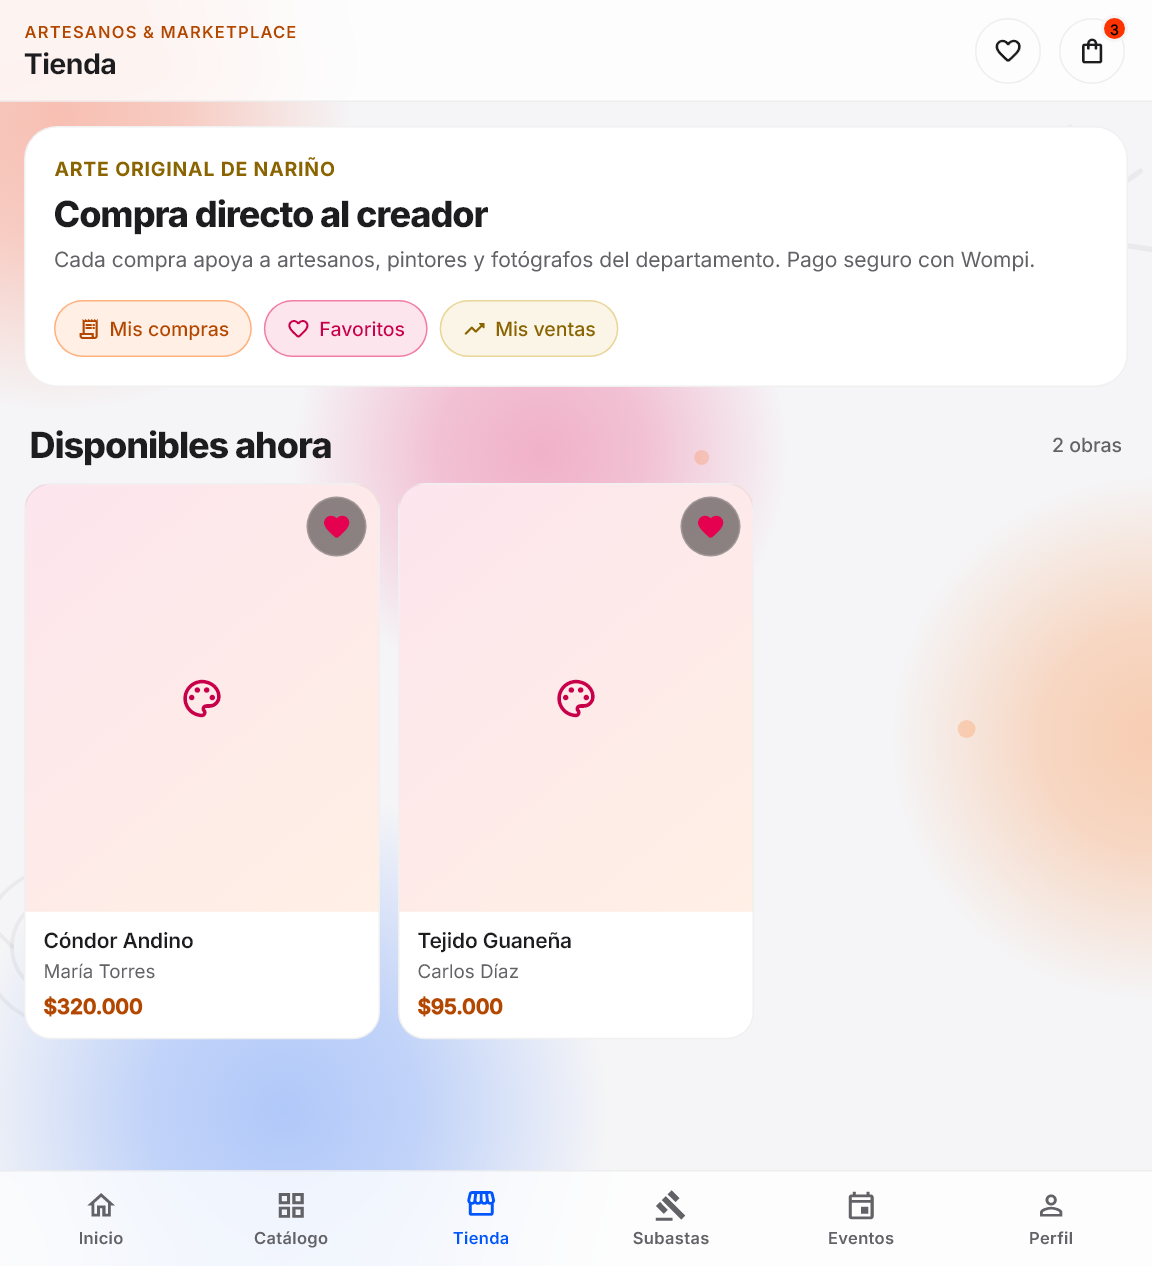 ARTESANOS & MARKETPLACE
Tienda
3
ARTE ORIGINAL DE NARIÑO
Compra directo al creador
Cada compra apoya a artesanos, pintores y fotógrafos del departamento. Pago seguro con Wompi.
Mis compras
Favoritos
Mis ventas
Disponibles ahora
2 obras
Cóndor Andino
María Torres
$320.000
Tejido Guaneña
Carlos Díaz
$95.000
Inicio
Catálogo
Tienda
Subastas
Eventos
Perfil